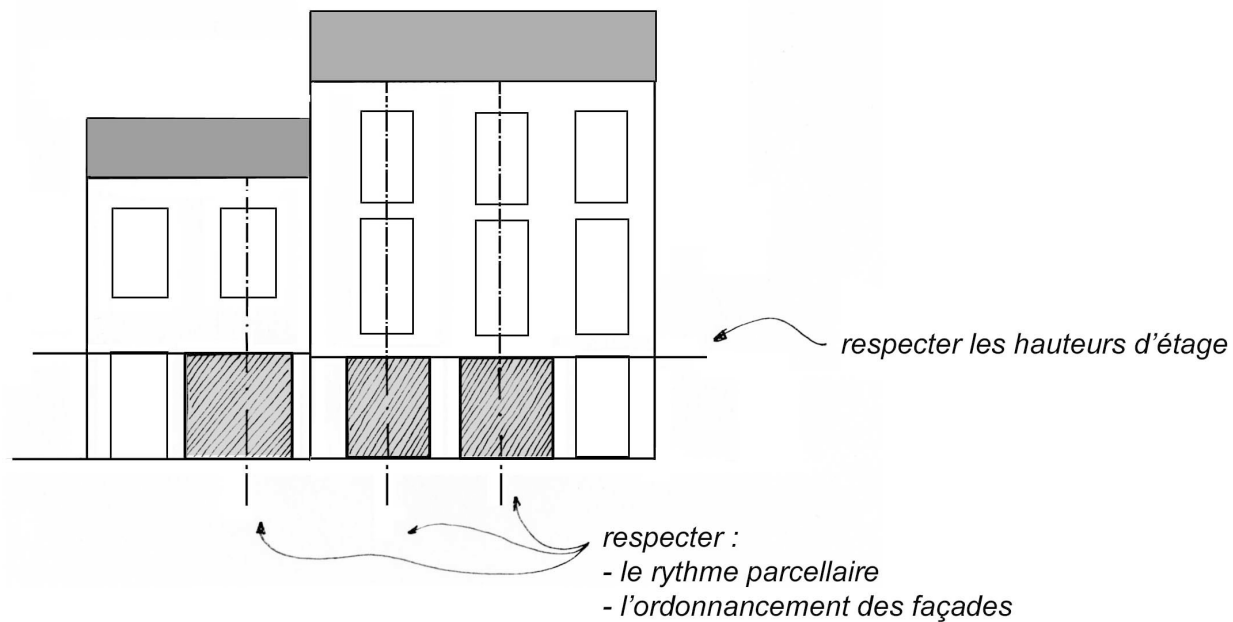 respecter les hauteurs d'étage
respecter :
- le rythme parcellaire
- l'ordonnancement des façades